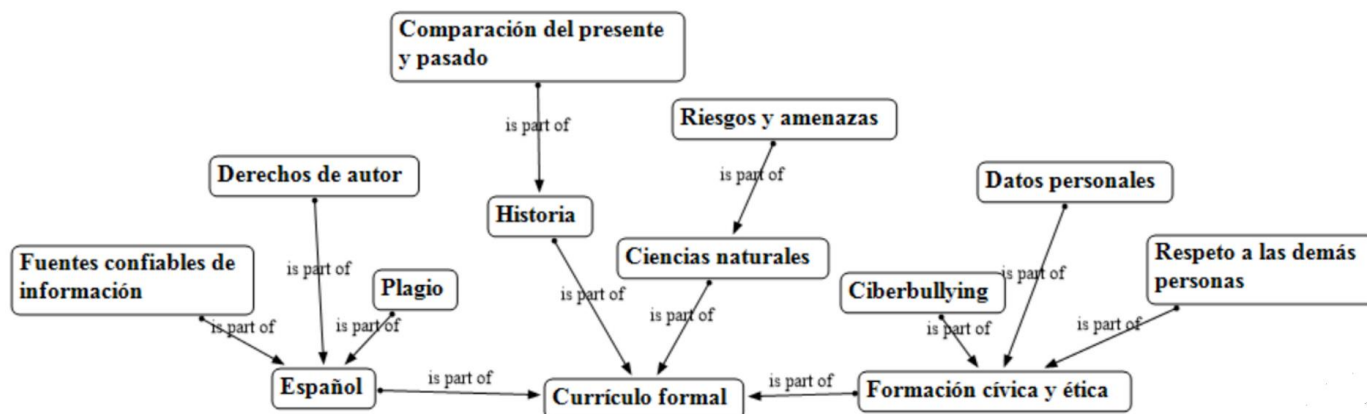 Comparación del presente
y pasado
is part of
Riesgos y amenazas
is part of
Derechos de autor
Datos personales
Historia
Fuentes confiables de
información
is part of
Plagio
is part of
Ciencias naturales
is part of
Ciberbullying
is part of
Respeto a las demás
personas
is part of
is part of
is part of
is part of
is part of
Español
is part of
Currículo formal
is part of
Formación cívica y ética